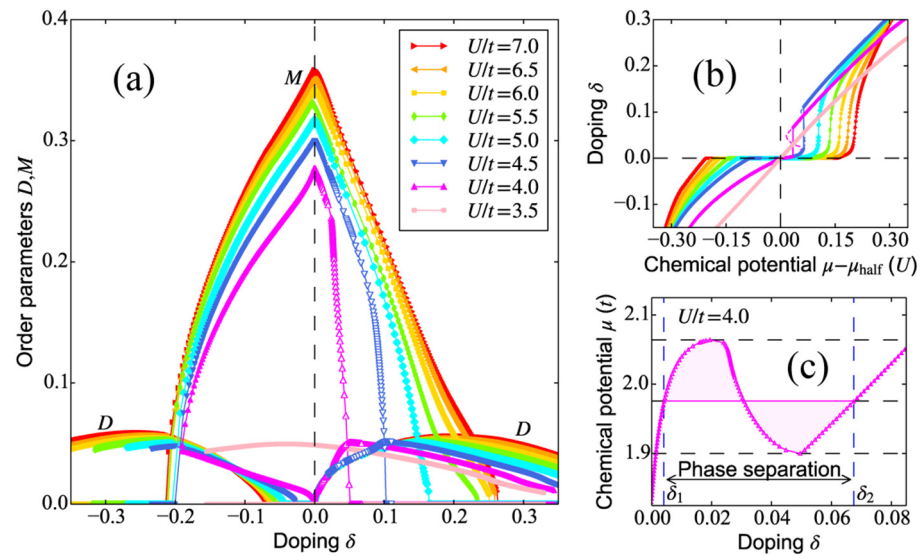 (a)
M
D
D
U/t=7.0
U/t=6.5
U/t=6.0
U/t=5.5
U/t=5.0
U/t=4.5
U/t=4.0
U/t=3.5
Order parameters D,M
0.4
0.3
0.2
0.1
0.0
−0.3
−0.2
−0.1
0.0
0.1
0.2
0.3
Doping δ
(b)
Doping δ
0.3
0.2
0.1
0.0
−0.1
−0.30
−0.15
0.00
0.15
0.30
Chemical potential μ−μhalf (U)
(c)
U/t=4.0
Chemical potential μ (t)
2.1
2.0
1.9
Phase separation
δ1
δ2
0.00
0.02
0.04
0.06
0.08
Doping δ